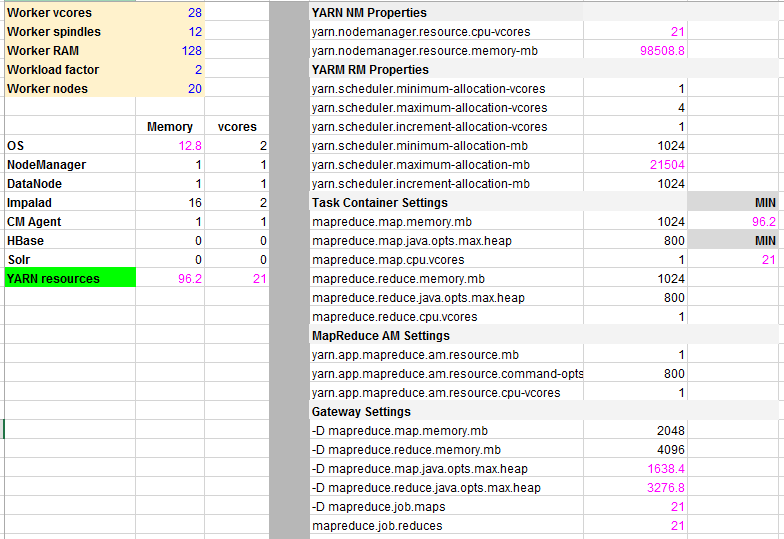 Worker vcores 28
Worker spindles 12
Worker RAM 128
Workload factor 2
Worker nodes 20
Memory vcores
OS 12.8 2
NodeManager 1 1
DataNode 1 1
Impalad 16 2
CM Agent 1 1
HBase 0 0
Solr 0 0
YARN resources 96.2 21
YARN NM Properties
yarn.nodemanager.resource.cpu-vcores 21
yarn.nodemanager.resource.memory-mb 98508.8
YARM RM Properties
yarn.scheduler.minimum-allocation-vcores 1
yarn.scheduler.maximum-allocation-vcores 4
yarn.scheduler.increment-allocation-vcores 1
yarn.scheduler.minimum-allocation-mb 1024
yarn.scheduler.maximum-allocation-mb 21504
yarn.scheduler.increment-allocation-mb 1024
Task Container Settings MIN
mapreduce.map.memory.mb 1024 96.2
mapreduce.map.java.opts.max.heap 800 MIN
mapreduce.map.cpu.vcores 1 21
mapreduce.reduce.memory.mb 1024
mapreduce.reduce.java.opts.max.heap 800
mapreduce.reduce.cpu.vcores 1
MapReduce AM Settings
yarn.app.mapreduce.am.resource.mb 1
yarn.app.mapreduce.am.resource.command-opts 800
yarn.app.mapreduce.am.resource.cpu-vcores 1
Gateway Settings
-D mapreduce.map.memory.mb 2048
-D mapreduce.reduce.memory.mb 4096
-D mapreduce.map.java.opts.max.heap 1638.4
-D mapreduce.reduce.java.opts.max.heap 3276.8
-D mapreduce.job.maps 21
mapreduce.job.reduces 21